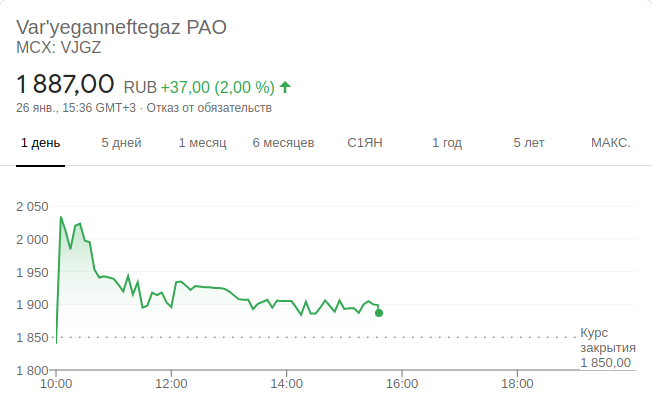 Var'yeganneftegaz PAO
MCX: VJGZ
1 887,00 RUB +37,00 (2,00 %)
26 янв., 15:36 GMT+3 · Отказ от обязательств
1 день 5 дней 1 месяц 6 месяцев С1ЯН 1 год 5 лет МАКС.
2 050
2 000
1 950
1 900
1 850
1 800
Курс
закрытия
1 850,00
10:00 12:00 14:00 16:00 18:00